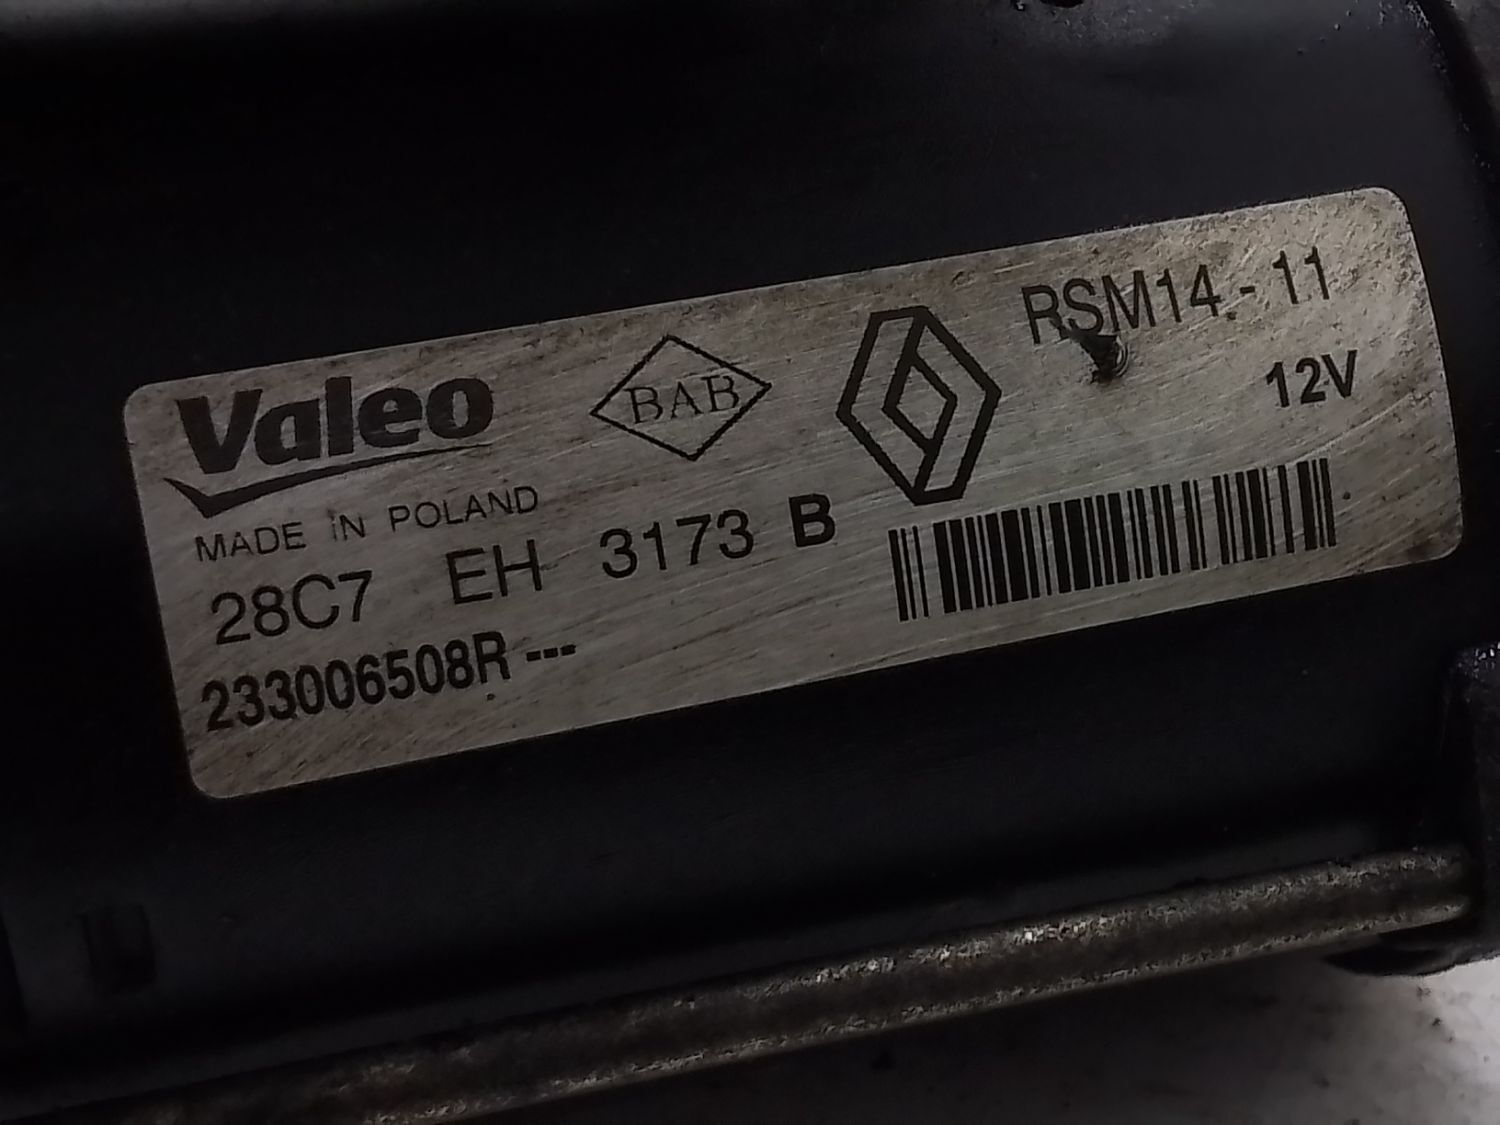 Valeo
BAB
RSM14-11
12V
MADE IN POLAND
28C7 EH 3173 B
233006508R ---